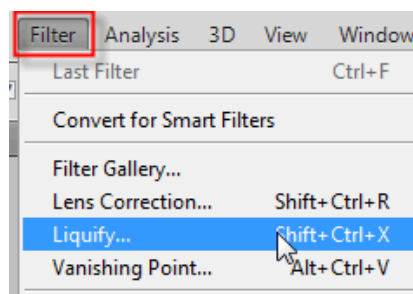 Filter Analysis 3D View Window
Last Filter Ctrl+F
Convert for Smart Filters
Filter Gallery...
Lens Correction... Shift+Ctrl+R
Liquify... Shift+Ctrl+X
Vanishing Point... Alt+Ctrl+V